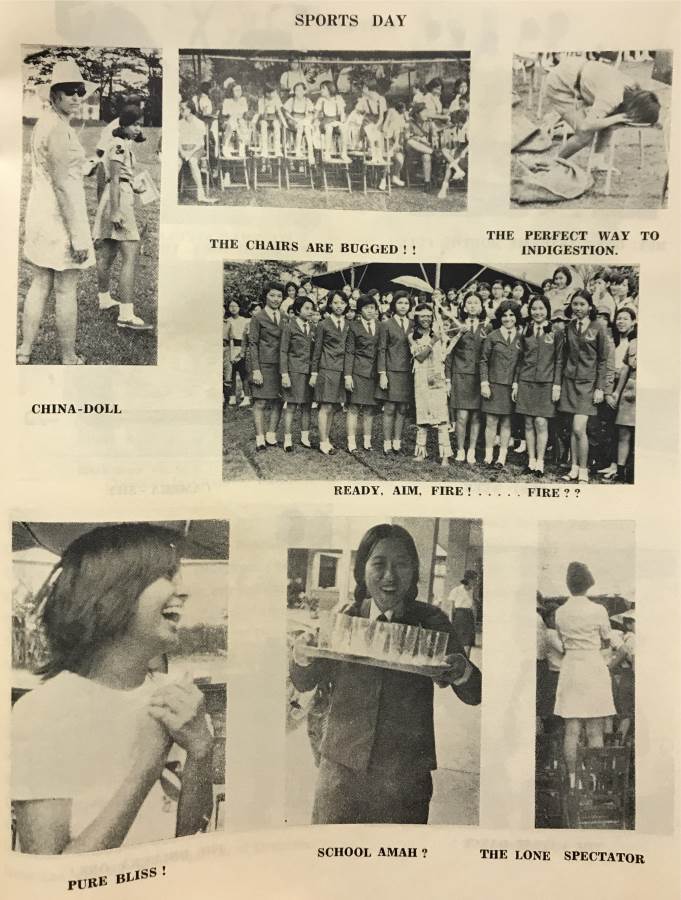 SPORTS DAY
THE CHAIRS ARE BUGGED ! !
THE PERFECT WAY TO
INDIGESTION.
CHINA-DOLL
READY, AIM, FIRE ! . . . . . FIRE ? ?
PURE BLISS !
SCHOOL AMAH ?
THE LONE SPECTATOR